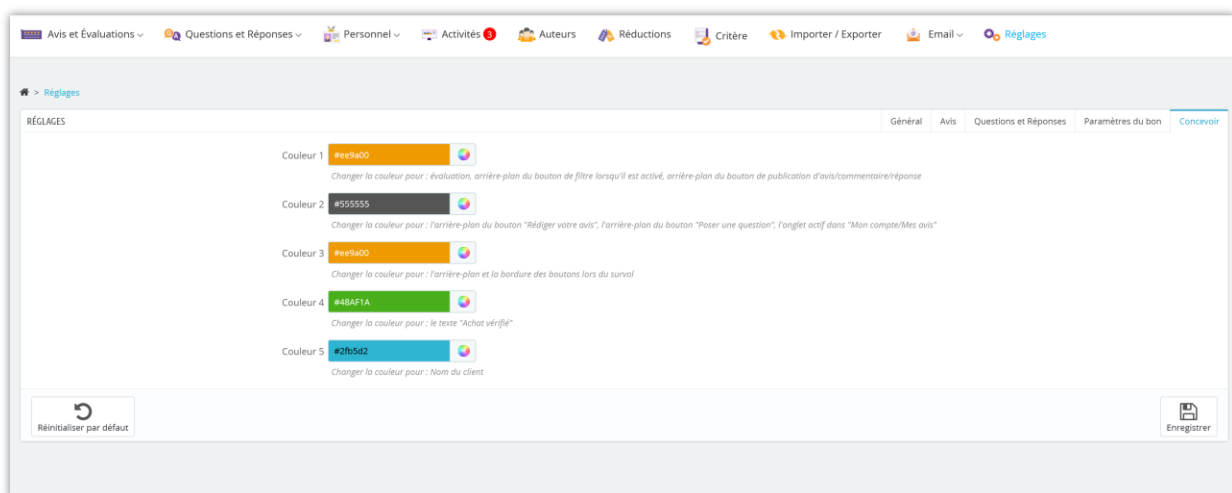 Avis et Évaluations Questions et Réponses Personnel Activités 3 Auteurs Réductions Critère Importer / Exporter Email Réglages
> Réglages
RÉGLAGES Général Avis Questions et Réponses Paramètres du bon Concevoir
Couleur 1 #ee9a00
Changer la couleur pour : évaluation, arrière-plan du bouton de filtre lorsqu'il est activé, arrière-plan du bouton de publication d'avis/commentaire/réponse
Couleur 2 #555555
Changer la couleur pour : l'arrière-plan du bouton "Rédiger votre avis", l'arrière-plan du bouton "Poser une question", l'onglet actif dans "Mon compte/Mes avis"
Couleur 3 #ee9a00
Changer la couleur pour : l'arrière-plan et la bordure des boutons lors du survol
Couleur 4 #48AF1A
Changer la couleur pour : le texte "Achat vérifié"
Couleur 5 #2fb5d2
Changer la couleur pour : Nom du client
Réinitialiser par défaut Enregistrer